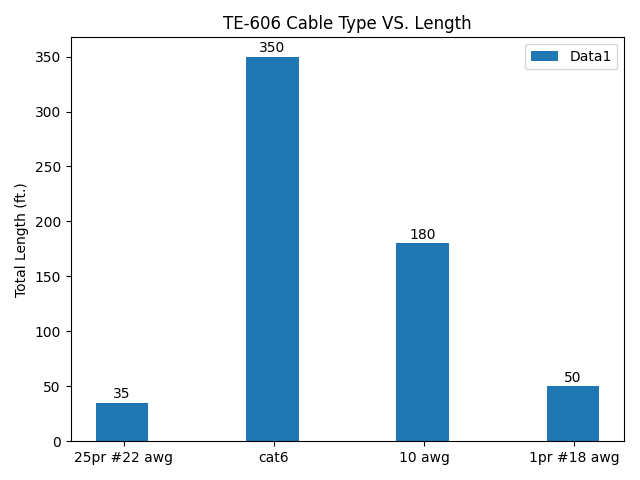 TE-606 Cable Type VS. Length
Data1
Total Length (ft.)
350
300
250
200
150
100
50
0
35
350
180
50
25pr #22 awg
cat6
10 awg
1pr #18 awg